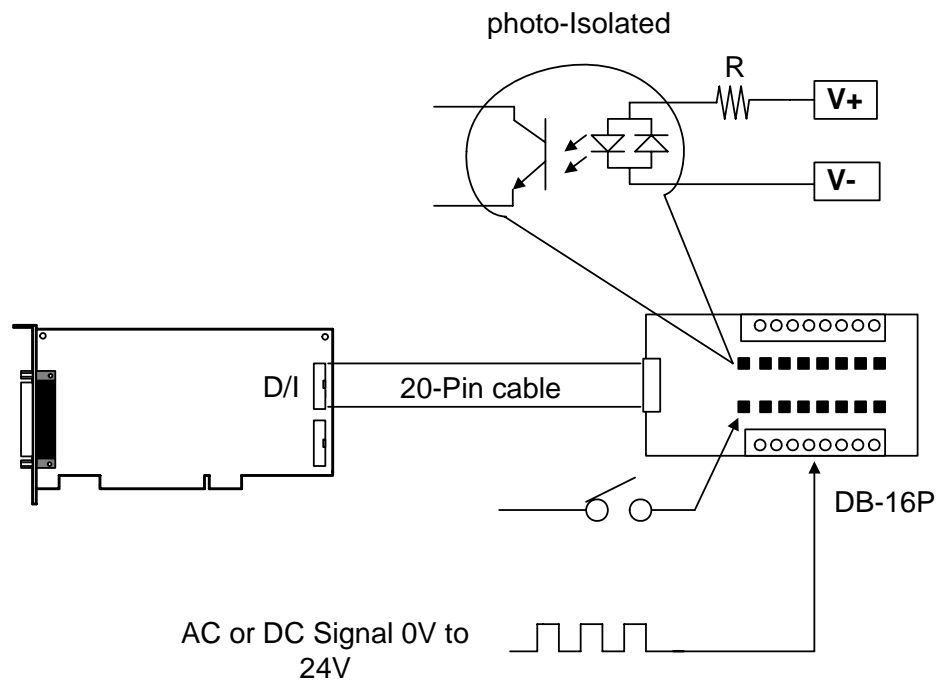 photo-Isolated
R
V+
V-
D/I
20-Pin cable
DB-16P
AC or DC Signal 0V to
24V